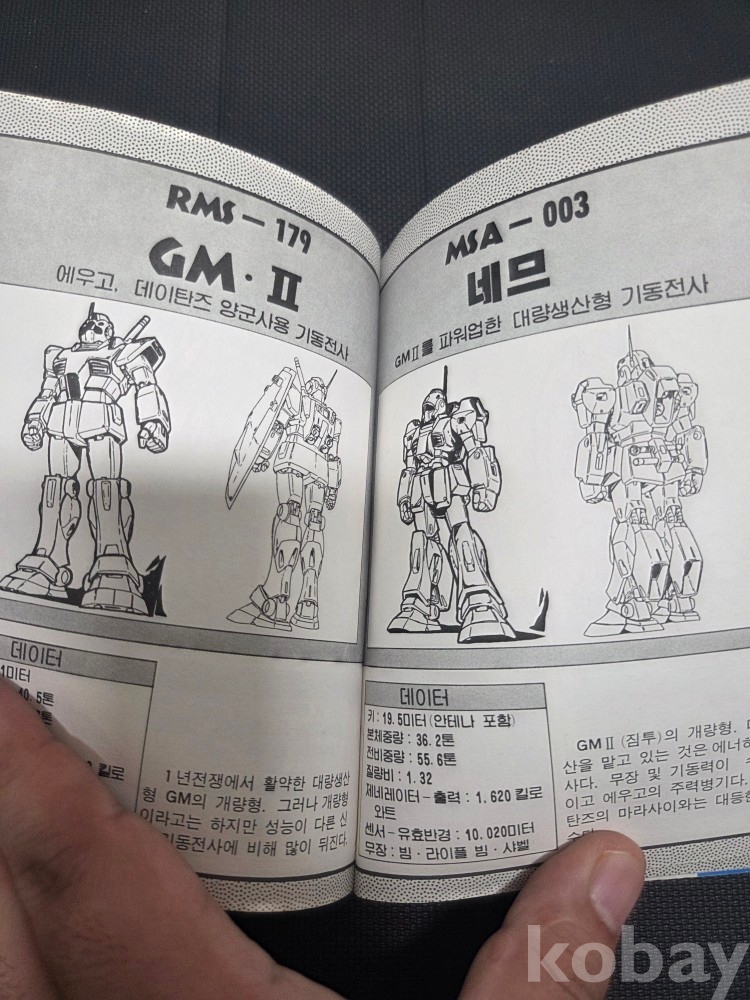 RMS - 179
GM·Ⅱ
에우고, 데이탄즈 양군사용 기동전사
데이터
1미터
40. 5톤
킬로
1년전쟁에서 활약한 대량생산
형 GM의 개량형. 그러나 개량형
이라고는 하지만 성능이 다른 신
기동전사에 비해 많이 뒤진다.
MSA - 003
네므
GMⅡ를 파워업한 대량생산형 기동전사
데이터
키 : 19. 5미터(안테나 포함)
본체중량 : 36. 2톤
전비중량 : 55. 6톤
질량비 : 1. 32
제비레이터-출력 : 1. 620 킬로
와트
센서-유효반경 : 10. 020미터
무장 : 빔·라이플 빔·샤벨
GMⅡ(짐투)의 개량형.
산을 맡고 있는 것은 에너하
사다. 무장 및 기동력이
이고 에우고의 주력병기다.
탄즈의 마라사이와는 대등한
kobay